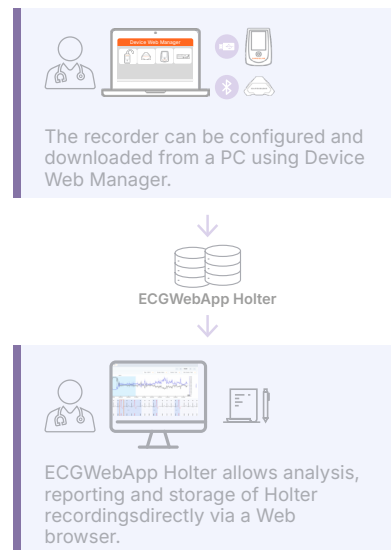 Device Web Manager
The recorder can be configured and
downloaded from a PC using Device
Web Manager.
ECGWebApp Holter
ECGWebApp Holter allows analysis,
reporting and storage of Holter
recordingsdirectly via a Web
browser.